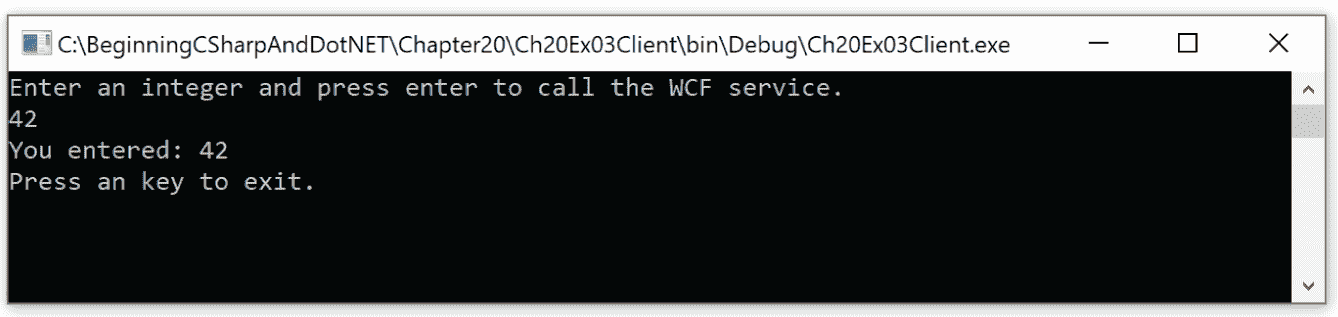 C:\BeginningCSharpAndDotNET\Chapter20\Ch20Ex03Client\bin\Debug\Ch20Ex03Client.exe
Enter an integer and press enter to call the WCF service.
42
You entered: 42
Press an key to exit.